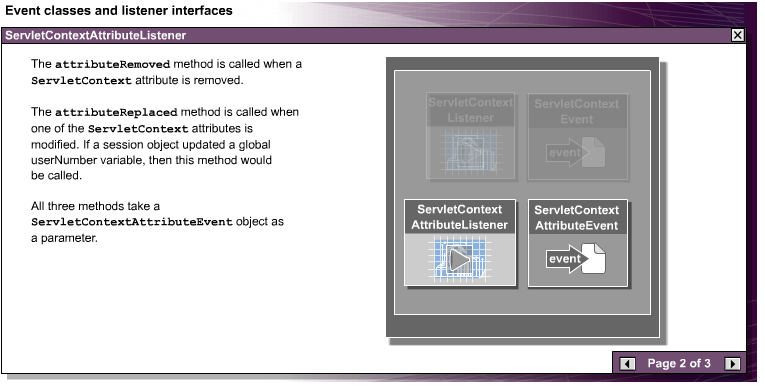 Event classes and listener interfaces
ServletContextAttributeListener
The attributeRemoved method is called when a
ServletContext attribute is removed.
The attributeReplaced method is called when
one of the ServletContext attributes is
modified. If a session object updated a global
userNumber variable, then this method would
be called.
All three methods take a
ServletContextAttributeEvent object as
a parameter.
ServletContext
Listener
ServletContext
Event
event
ServletContext
AttributeListener
ServletContext
AttributeEvent
event
Page 2 of 3